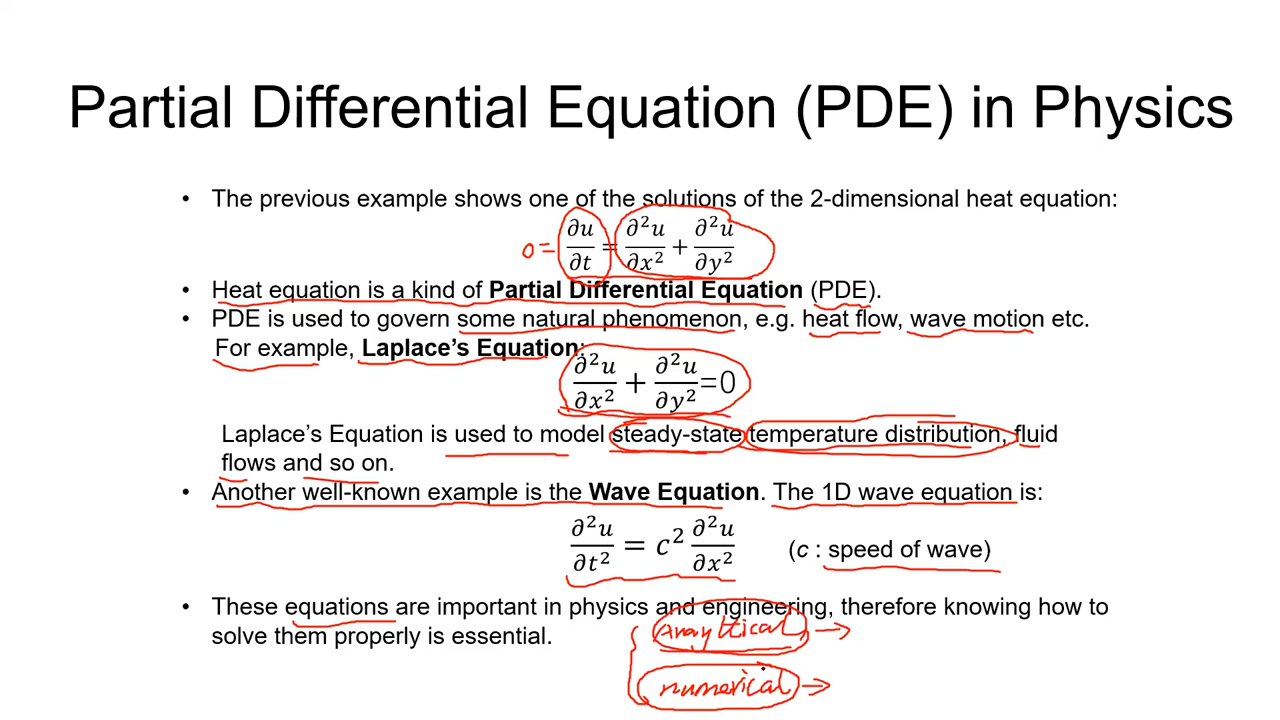 Partial Differential Equation (PDE) in Physics
• The previous example shows one of the solutions of the 2-dimensional heat equation:
0 = ∂u/∂t = ∂²u/∂x² + ∂²u/∂y²
• Heat equation is a kind of Partial Differential Equation (PDE).
• PDE is used to govern some natural phenomenon, e.g. heat flow, wave motion etc.
For example, Laplace's Equation:
∂²u/∂x² + ∂²u/∂y² =0
Laplace's Equation is used to model steady-state temperature distribution, fluid
flows and so on.
• Another well-known example is the Wave Equation. The 1D wave equation is:
∂²u/∂t² = c² ∂²u/∂x² (c : speed of wave)
• These equations are important in physics and engineering, therefore knowing how to
solve them properly is essential.
Analytical →
numerical →